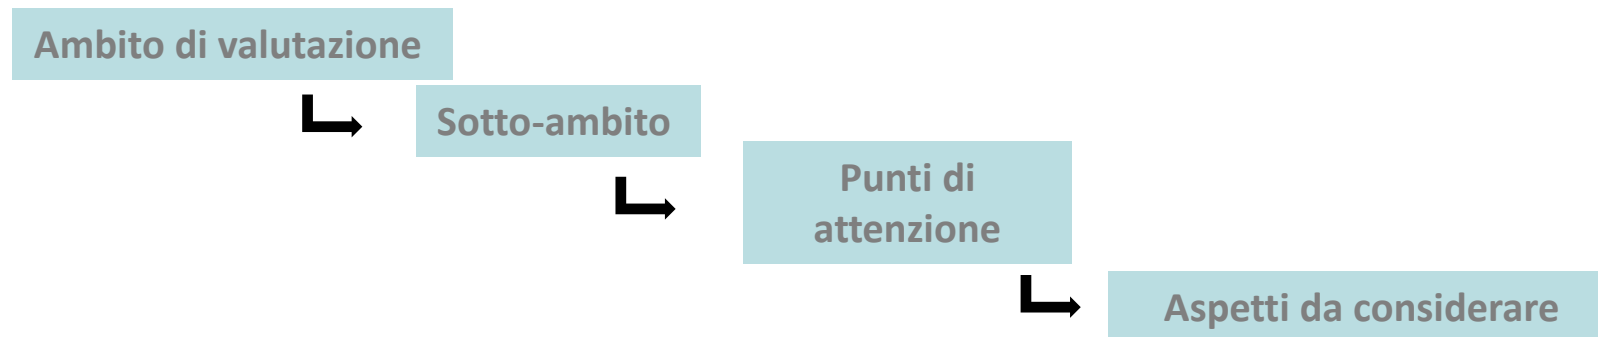 Ambito di valutazione
Sotto-ambito
Punti di
attenzione
Aspetti da considerare